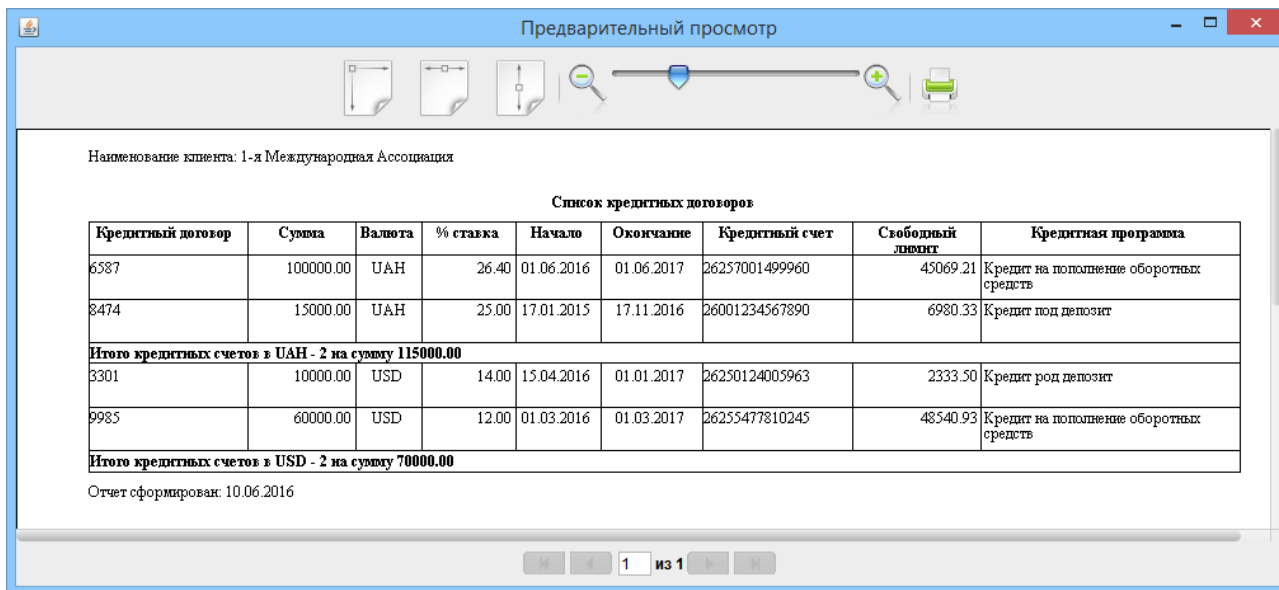 Предварительный просмотр
Наименование клиента: 1-я Международная Ассоциация
Список кредитных договоров
Кредитный договор Сумма Валюта % ставка Начало Окончание Кредитный счет Свободный лимит Кредитная программа
6587 100000.00 UAH 26.40 01.06.2016 01.06.2017 26257001499960 45069.21 Кредит на пополнение оборотных
средств
8474 15000.00 UAH 25.00 17.01.2015 17.11.2016 26001234567890 6980.33 Кредит под депозит
Итого кредитных счетов в UAH - 2 на сумму 115000.00
3301 10000.00 USD 14.00 15.04.2016 01.01.2017 26250124005963 2333.50 Кредит род депозит
9985 60000.00 USD 12.00 01.03.2016 01.03.2017 26255477810245 48540.93 Кредит на пополнение оборотных
средств
Итого кредитных счетов в USD - 2 на сумму 70000.00
Отчет сформирован: 10.06.2016
1 из 1